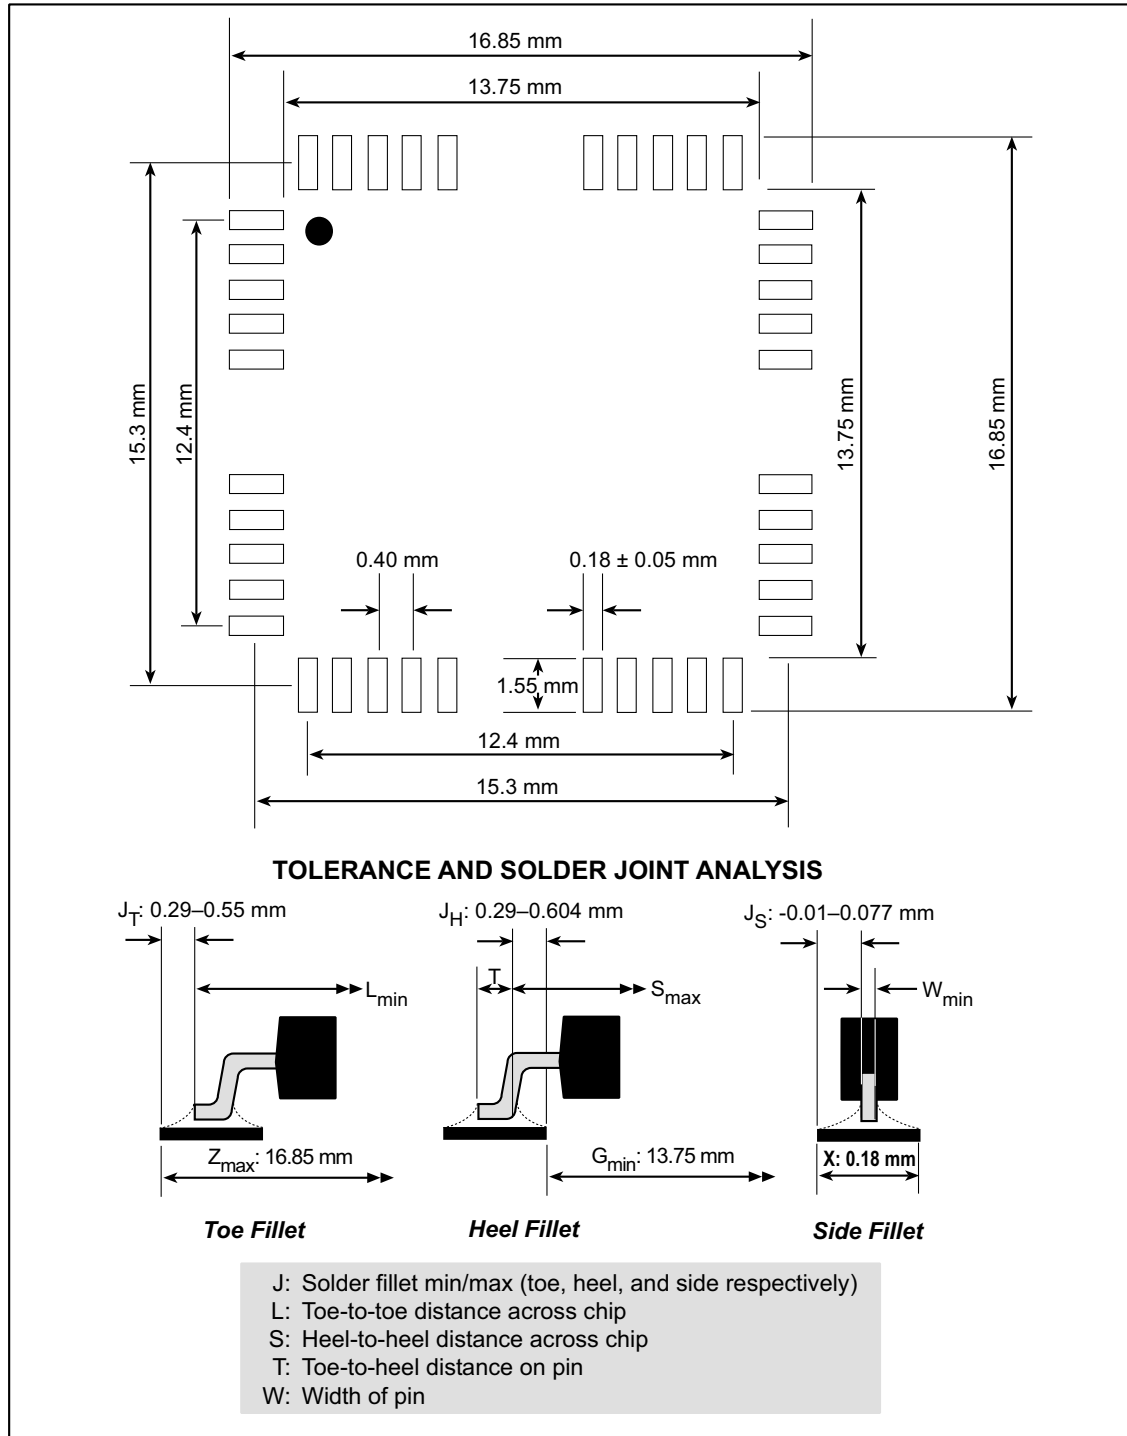 16.85 mm
13.75 mm
15.3 mm
12.4 mm
13.75 mm
16.85 mm
0.40 mm
0.18 ± 0.05 mm
1.55 mm
12.4 mm
15.3 mm
TOLERANCE AND SOLDER JOINT ANALYSIS
JT: 0.29–0.55 mm
JH: 0.29–0.604 mm
JS: -0.01–0.077 mm
Lmin
T
Smax
Wmin
Zmax: 16.85 mm
Gmin: 13.75 mm
X: 0.18 mm
Toe Fillet
Heel Fillet
Side Fillet
J: Solder fillet min/max (toe, heel, and side respectively)
L: Toe-to-toe distance across chip
S: Heel-to-heel distance across chip
T: Toe-to-heel distance on pin
W: Width of pin